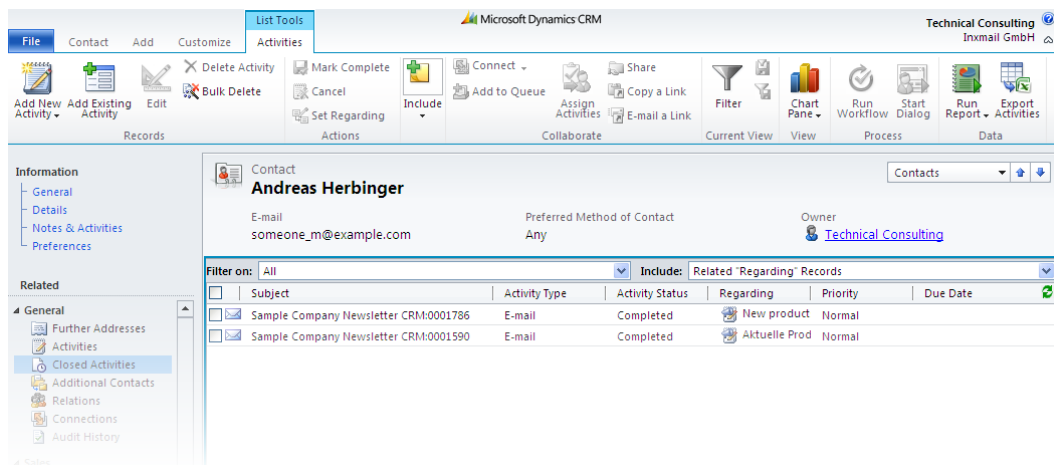 List Tools
Microsoft Dynamics CRM
Technical Consulting
Inxmail GmbH
File Contact Add Customize Activities
Add New Activity
Add Existing Activity
Edit
Delete Activity
Bulk Delete
Records
Mark Complete
Cancel
Set Regarding
Actions
Include
Connect
Add to Queue
Assign Activities
Share
Copy a Link
E-mail a Link
Collaborate
Filter
Current View
Chart Pane
View
Run Workflow
Start Dialog
Process
Run Report
Export Activities
Data
Information
General
Details
Notes & Activities
Preferences
Related
General
Further Addresses
Activities
Closed Activities
Additional Contacts
Relations
Connections
Audit History
Sales
Contact
Andreas Herbinger
Contacts
E-mail Preferred Method of Contact Owner
someone_m@example.com Any Technical Consulting
Filter on: All Include: Related "Regarding" Records
Subject Activity Type Activity Status Regarding Priority Due Date
Sample Company Newsletter CRM:0001786 E-mail Completed New product Normal
Sample Company Newsletter CRM:0001590 E-mail Completed Aktuelle Prod Normal